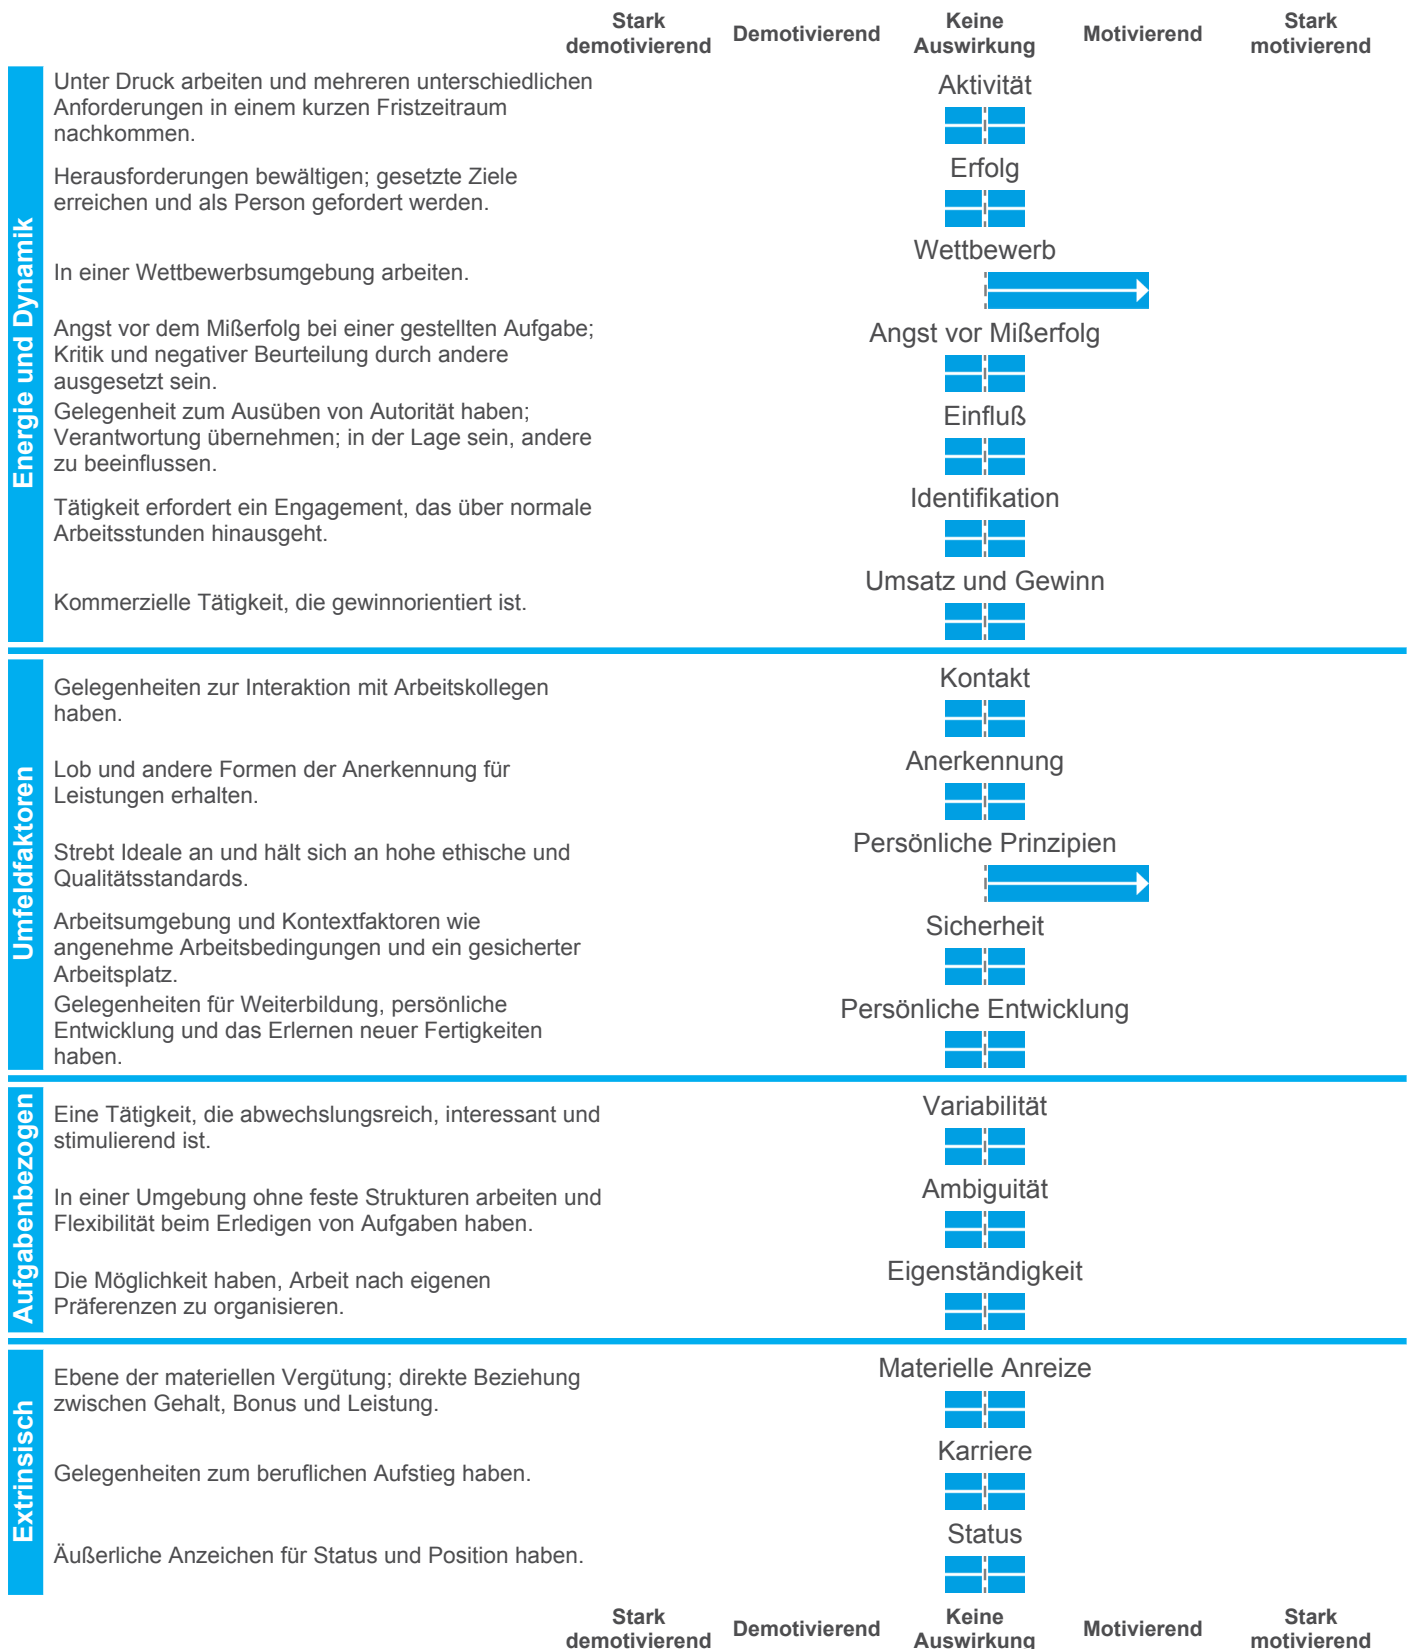 Stark demotivierend
Demotivierend
Keine Auswirkung
Motivierend
Stark motivierend
Energie und Dynamik
Unter Druck arbeiten und mehreren unterschiedlichen
Anforderungen in einem kurzen Fristzeitraum
nachkommen.
Aktivität
Herausforderungen bewältigen; gesetzte Ziele
erreichen und als Person gefordert werden.
Erfolg
In einer Wettbewerbsumgebung arbeiten.
Wettbewerb
Angst vor dem Mißerfolg bei einer gestellten Aufgabe;
Kritik und negativer Beurteilung durch andere
ausgesetzt sein.
Angst vor Mißerfolg
Gelegenheit zum Ausüben von Autorität haben;
Verantwortung übernehmen; in der Lage sein, andere
zu beeinflussen.
Einfluß
Tätigkeit erfordert ein Engagement, das über normale
Arbeitsstunden hinausgeht.
Identifikation
Kommerzielle Tätigkeit, die gewinnorientiert ist.
Umsatz und Gewinn
Umfeldfaktoren
Gelegenheiten zur Interaktion mit Arbeitskollegen
haben.
Kontakt
Lob und andere Formen der Anerkennung für
Leistungen erhalten.
Anerkennung
Strebt Ideale an und hält sich an hohe ethische und
Qualitätsstandards.
Persönliche Prinzipien
Arbeitsumgebung und Kontextfaktoren wie
angenehme Arbeitsbedingungen und ein gesicherter
Arbeitsplatz.
Sicherheit
Gelegenheiten für Weiterbildung, persönliche
Entwicklung und das Erlernen neuer Fertigkeiten
haben.
Persönliche Entwicklung
Aufgabenbezogen
Eine Tätigkeit, die abwechslungsreich, interessant und
stimulierend ist.
Variabilität
In einer Umgebung ohne feste Strukturen arbeiten und
Flexibilität beim Erledigen von Aufgaben haben.
Ambiguität
Die Möglichkeit haben, Arbeit nach eigenen
Präferenzen zu organisieren.
Eigenständigkeit
Extrinsisch
Ebene der materiellen Vergütung; direkte Beziehung
zwischen Gehalt, Bonus und Leistung.
Materielle Anreize
Gelegenheiten zum beruflichen Aufstieg haben.
Karriere
Äußerliche Anzeichen für Status und Position haben.
Status
Stark demotivierend
Demotivierend
Keine Auswirkung
Motivierend
Stark motivierend